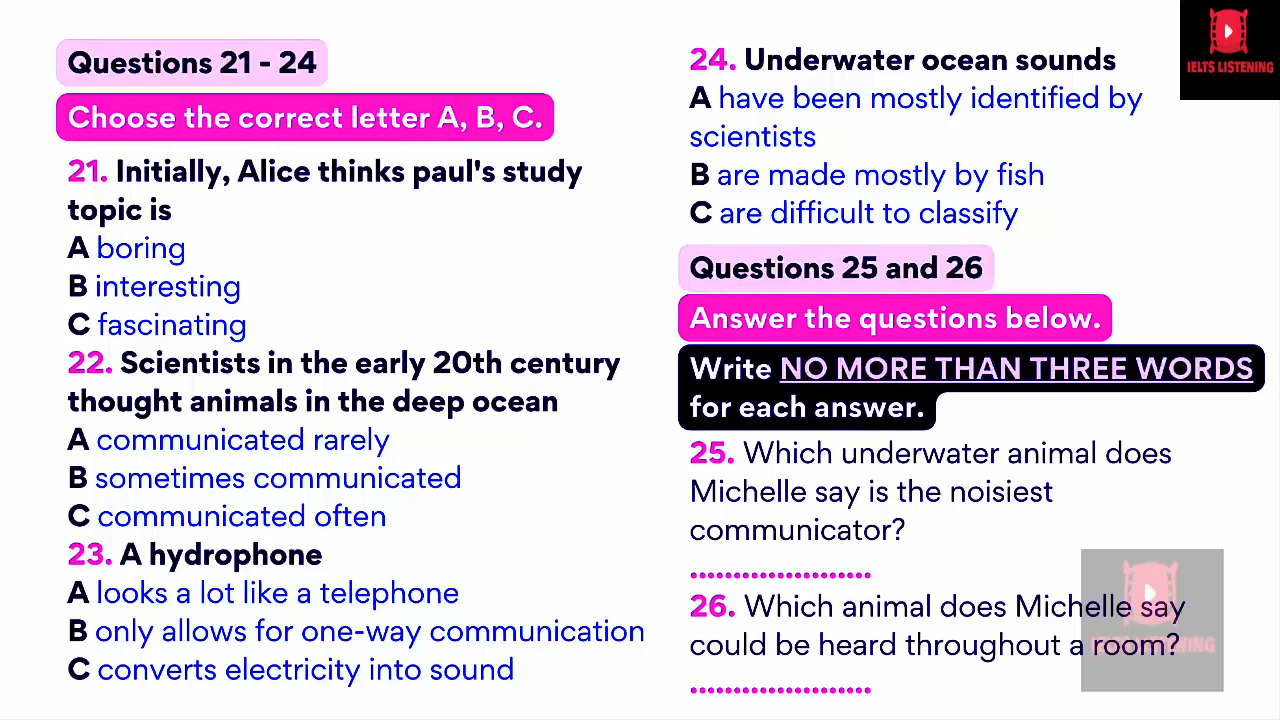 Questions 21 - 24
Choose the correct letter A, B, C.
21. Initially, Alice thinks paul's study
topic is
A boring
B interesting
C fascinating
22. Scientists in the early 20th century
thought animals in the deep ocean
A communicated rarely
B sometimes communicated
C communicated often
23. A hydrophone
A looks a lot like a telephone
B only allows for one-way communication
C converts electricity into sound
24. Underwater ocean sounds
A have been mostly identified by
scientists
B are made mostly by fish
C are difficult to classify
Questions 25 and 26
Answer the questions below.
Write NO MORE THAN THREE WORDS
for each answer.
25. Which underwater animal does
Michelle say is the noisiest
communicator?
.....................
26. Which animal does Michelle say
could be heard throughout a room?
.....................
IELTS LISTENING
IELTS LISTENING